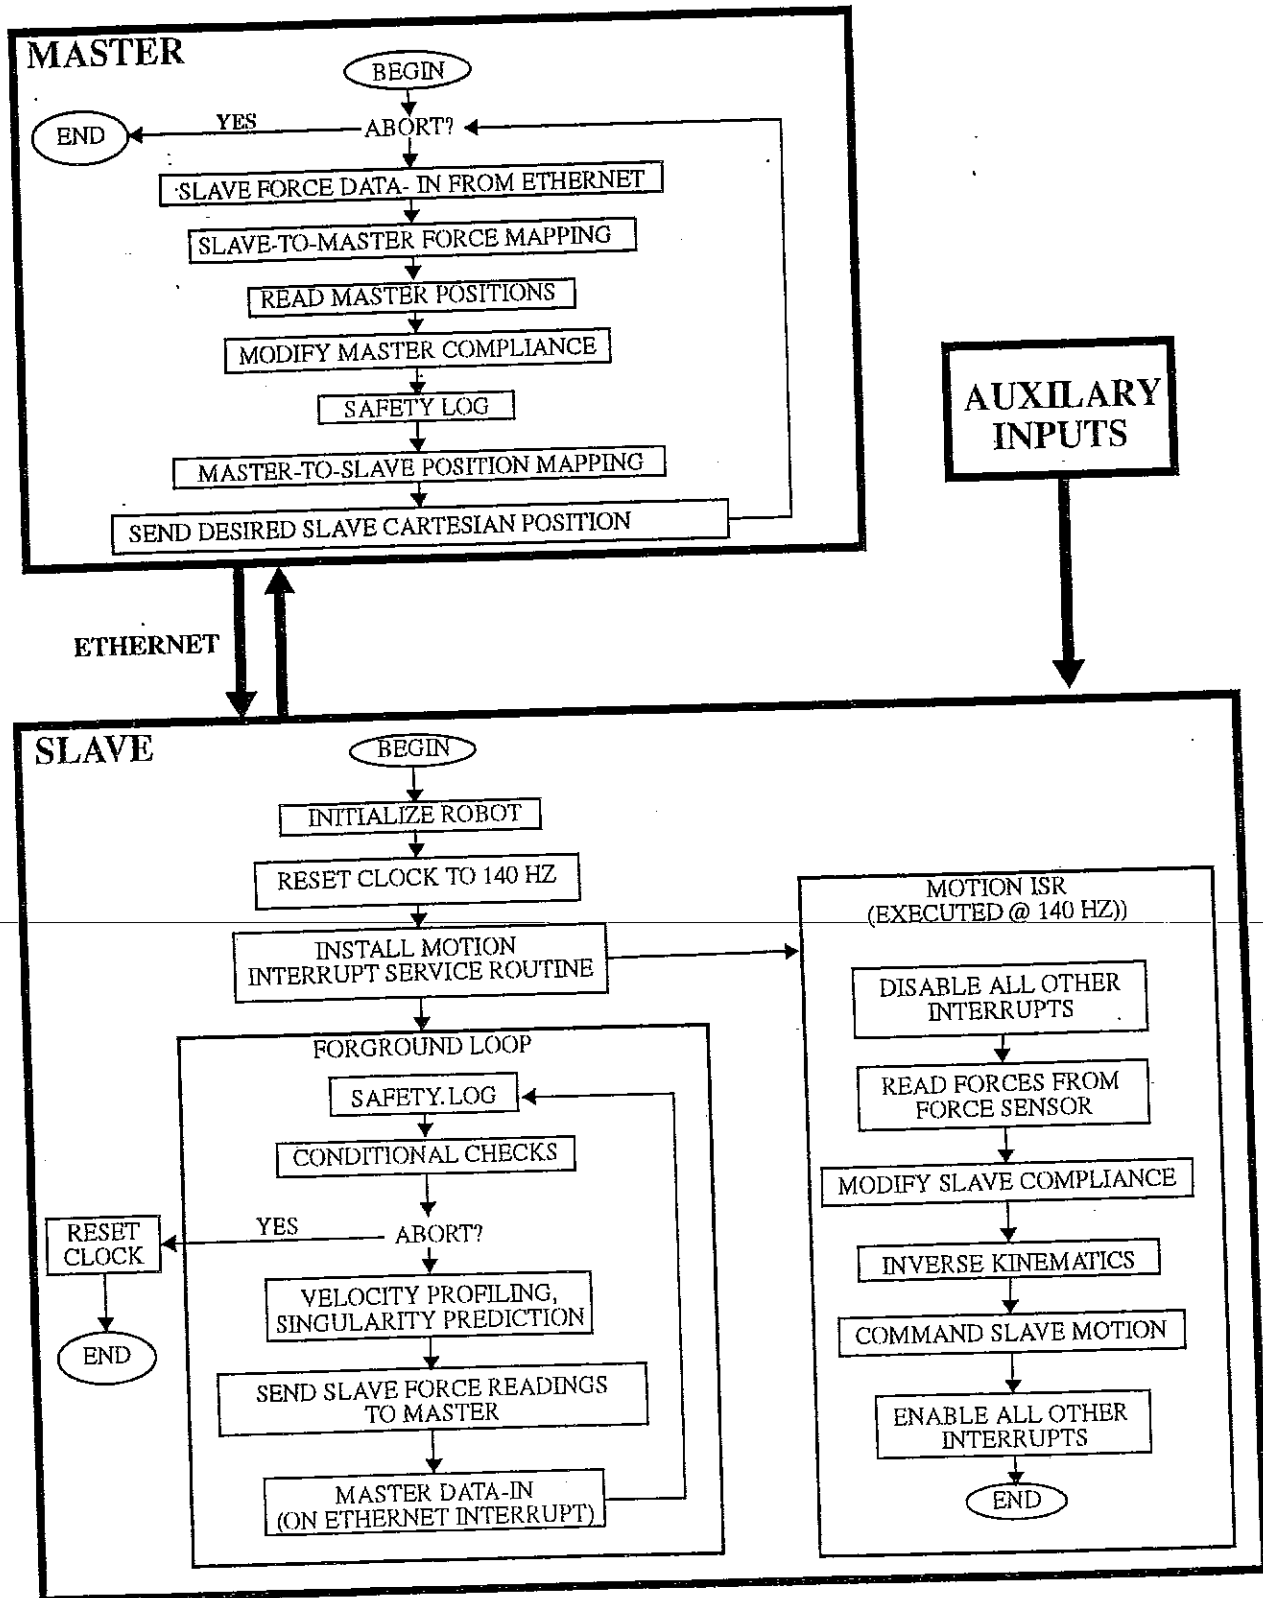 MASTER
BEGIN
END
YES
ABORT?
SLAVE FORCE DATA- IN FROM ETHERNET
SLAVE-TO-MASTER FORCE MAPPING
READ MASTER POSITIONS
MODIFY MASTER COMPLIANCE
SAFETY LOG
MASTER-TO-SLAVE POSITION MAPPING
SEND DESIRED SLAVE CARTESIAN POSITION
AUXILARY
INPUTS
ETHERNET
SLAVE
BEGIN
INITIALIZE ROBOT
RESET CLOCK TO 140 HZ
INSTALL MOTION
INTERRUPT SERVICE ROUTINE
FORGROUND LOOP
SAFETY.LOG
CONDITIONAL CHECKS
ABORT?
YES
RESET
CLOCK
END
VELOCITY PROFILING,
SINGULARITY PREDICTION
SEND SLAVE FORCE READINGS
TO MASTER
MASTER DATA-IN
(ON ETHERNET INTERRUPT)
MOTION ISR
(EXECUTED @ 140 HZ))
DISABLE ALL OTHER
INTERRUPTS
READ FORCES FROM
FORCE SENSOR
MODIFY SLAVE COMPLIANCE
INVERSE KINEMATICS
COMMAND SLAVE MOTION
ENABLE ALL OTHER
INTERRUPTS
END